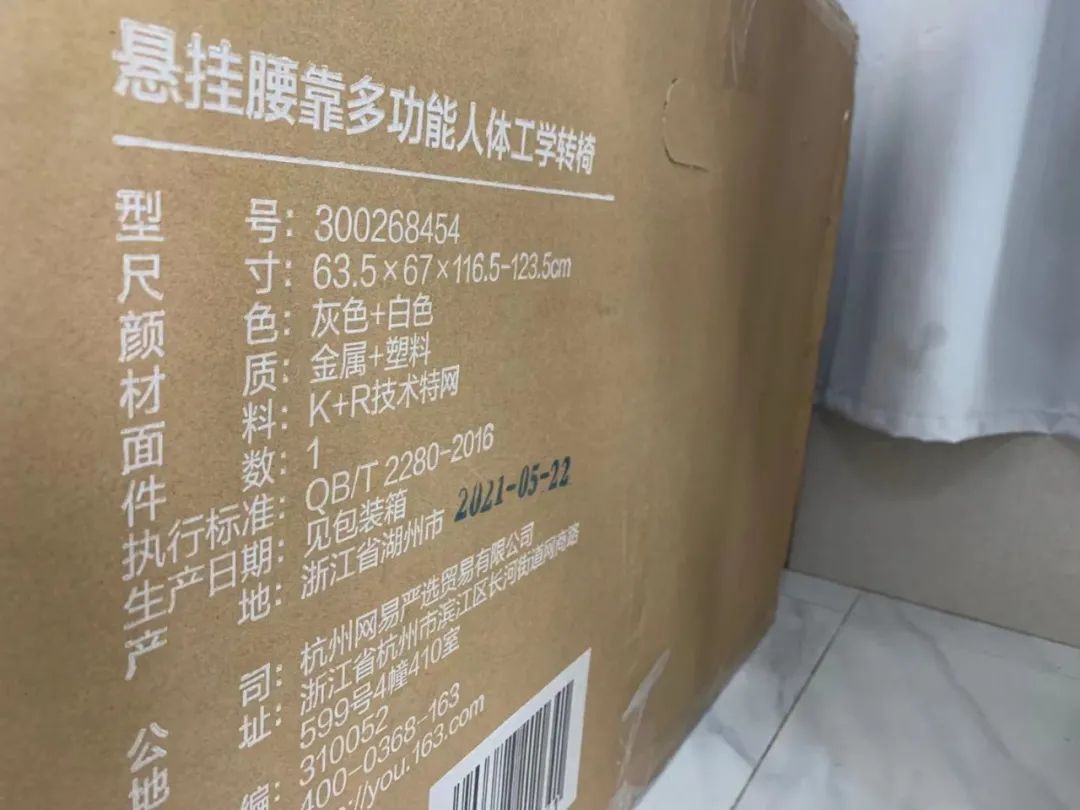 悬挂腰靠多功能人体工学转椅
型号：300268454
尺寸：63.5×67×116.5-123.5cm
颜色：灰色+白色
材质：金属+塑料
面料：K+R技术特网
件数：1
执行标准：QB/T 2280-2016
生产日期：见包装箱 2021-05-22
产地：浙江省湖州市
公司：杭州网易严选贸易有限公司
地址：浙江省杭州市滨江区长河街道网商路
599号4幢410室
编：310052
400-0368-163
://you.163.com